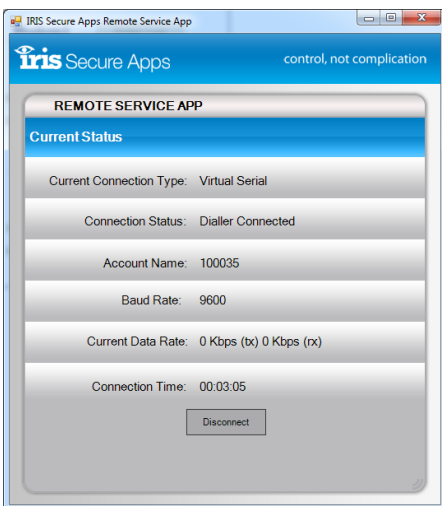 IRIS Secure Apps Remote Service App
iris Secure Apps
control, not complication
REMOTE SERVICE APP
Current Status
Current Connection Type: Virtual Serial
Connection Status: Dialler Connected
Account Name: 100035
Baud Rate: 9600
Current Data Rate: 0 Kbps (tx) 0 Kbps (rx)
Connection Time: 00:03:05
Disconnect